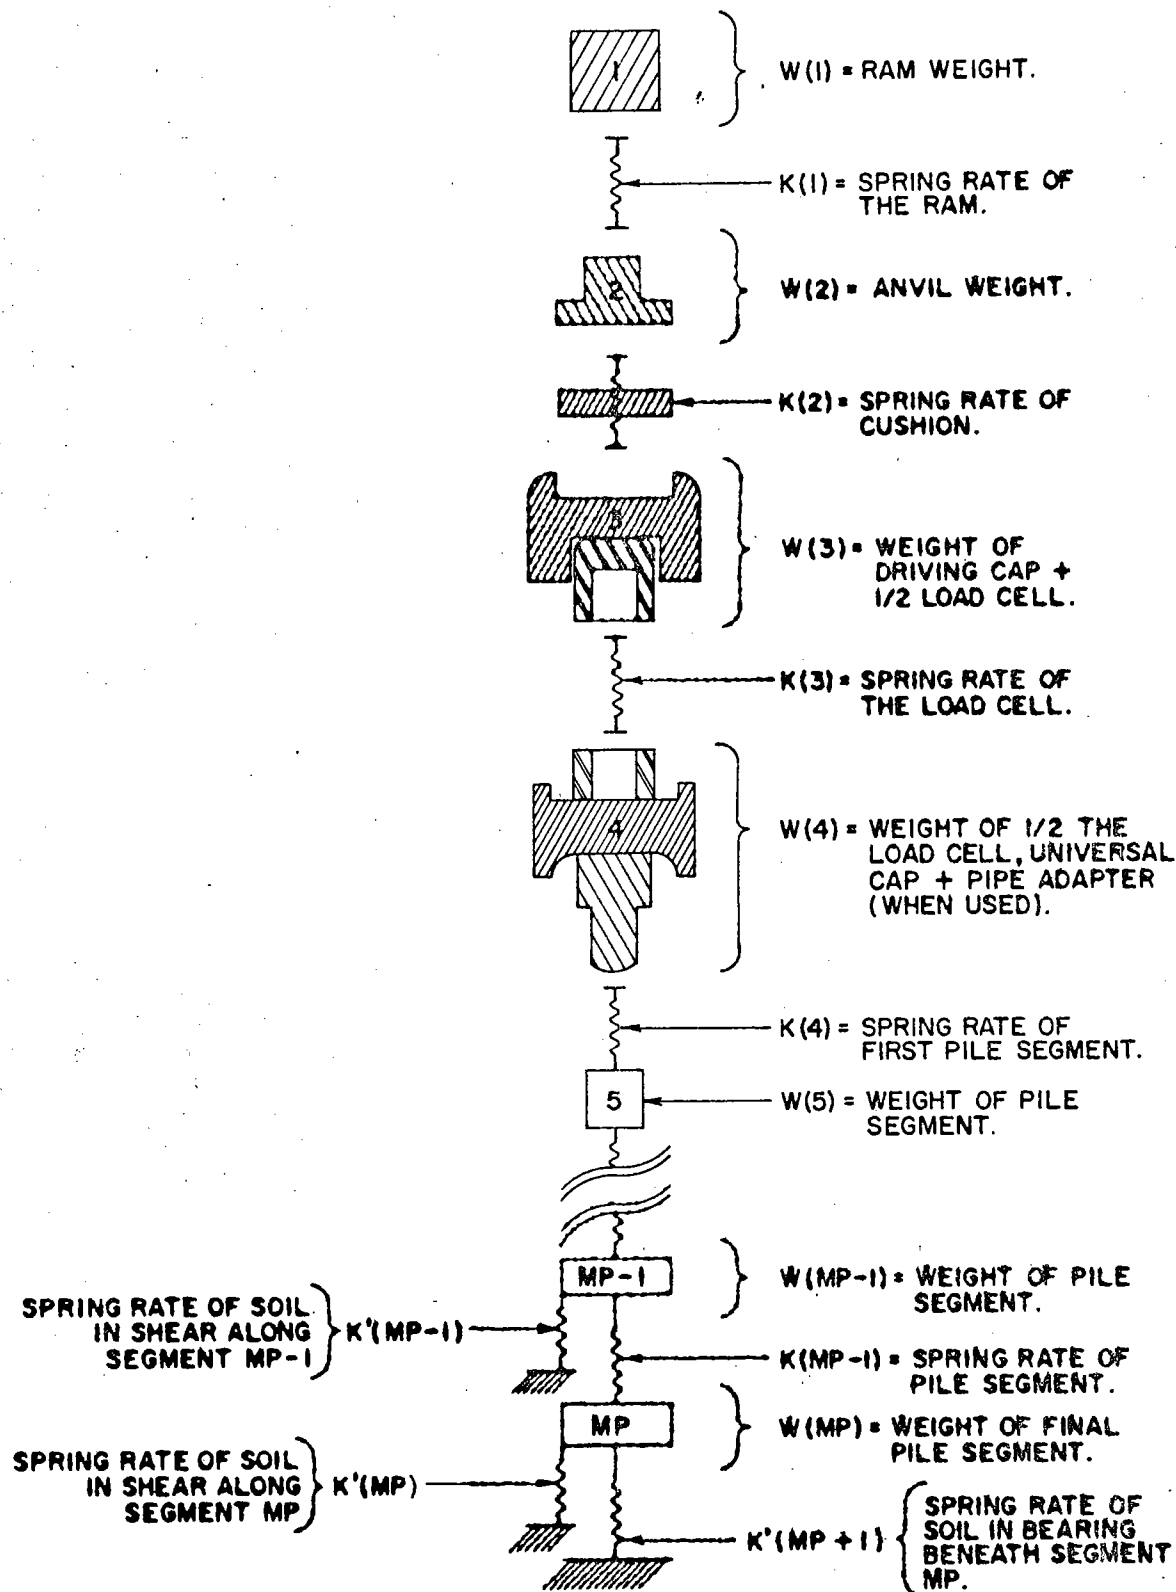 1
W(1) = RAM WEIGHT.
K(1) = SPRING RATE OF
THE RAM.
2
W(2) = ANVIL WEIGHT.
K(2) = SPRING RATE OF
CUSHION.
3
W(3) = WEIGHT OF
DRIVING CAP +
1/2 LOAD CELL.
K(3) = SPRING RATE OF
THE LOAD CELL.
4
W(4) = WEIGHT OF 1/2 THE
LOAD CELL, UNIVERSAL
CAP + PIPE ADAPTER
(WHEN USED).
K(4) = SPRING RATE OF
FIRST PILE SEGMENT.
5
W(5) = WEIGHT OF PILE
SEGMENT.
MP-1
W(MP-1) = WEIGHT OF PILE
SEGMENT.
SPRING RATE OF SOIL
IN SHEAR ALONG
SEGMENT MP-1
K'(MP-1)
K(MP-1) = SPRING RATE OF
PILE SEGMENT.
MP
W(MP) = WEIGHT OF FINAL
PILE SEGMENT.
SPRING RATE OF SOIL
IN SHEAR ALONG
SEGMENT MP
K'(MP)
K'(MP+1)
SPRING RATE OF
SOIL IN BEARING
BENEATH SEGMENT
MP.